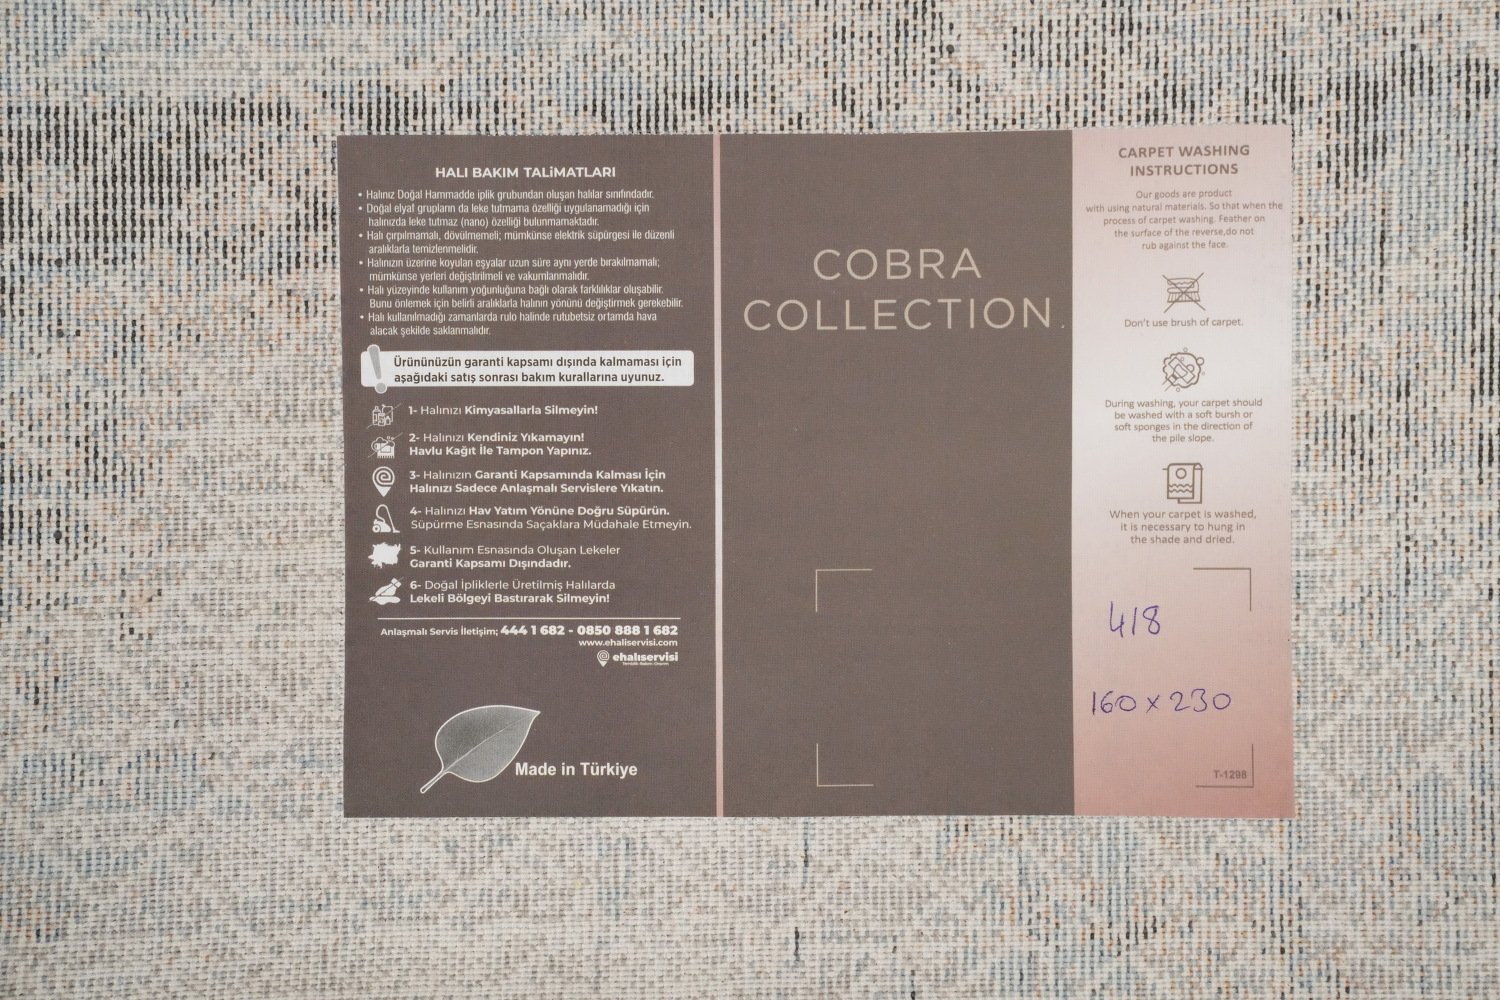 HALI BAKIM TALİMATLARI
• Halınız Doğal Hammadde iplik grubundan oluşan halılar sınıfındadır.
• Doğal elyaf grupların da leke tutmama özelliği uygulanamadığı için
halınızda leke tutmaz (nano) özelliği bulunmamaktadır.
• Halı çırpılmamalı, dövülmemeli; mümkünse elektrik süpürgesi ile düzenli
aralıklarla temizlenmelidir.
• Halınızın üzerine koyulan eşyalar uzun süre aynı yerde bırakılmamalı;
mümkünse yerleri değiştirilmeli ve vakumlanmalıdır.
• Halı yüzeyinde kullanım yoğunluğuna bağlı olarak farklılıklar oluşabilir.
Bunu önlemek için belirli aralıklarla halının yönünü değiştirmek gerekebilir.
• Halı kullanılmadığı zamanlarda rulo halinde rutubetsiz ortamda hava
alacak şekilde saklanmalıdır.
Ürününüzün garanti kapsamı dışında kalmaması için
aşağıdaki satış sonrası bakım kurallarına uyunuz.
1- Halınızı Kimyasallarla Silmeyin!
2- Halınızı Kendiniz Yıkamayın!
Havlu Kağıt İle Tampon Yapınız.
3- Halınızın Garanti Kapsamında Kalması İçin
Halınızı Sadece Anlaşmalı Servislere Yıkatın.
4- Halınızı Hav Yatım Yönüne Doğru Süpürün.
Süpürme Esnasında Saçaklara Müdahale Etmeyin.
5- Kullanım Esnasında Oluşan Lekeler
Garanti Kapsamı Dışındadır.
6- Doğal İpliklerle Üretilmiş Halılarda
Lekeli Bölgeyi Bastırarak Silmeyin!
Anlaşmalı Servis İletişim; 444 1 682 - 0850 888 1 682
www.ehaliservisi.com
ehalıservisi
Made in Türkiye
COBRA
COLLECTION.
CARPET WASHING
INSTRUCTIONS
Our goods are product
with using natural materials. So that when the
process of carpet washing. Feather on
the surface of the reverse,do not
rub against the face.
Don't use brush of carpet.
During washing, your carpet should
be washed with a soft bursh or
soft sponges in the direction of
the pile slope.
When your carpet is washed,
it is necessary to hung in
the shade and dried.
418
160 x 230
T-1298